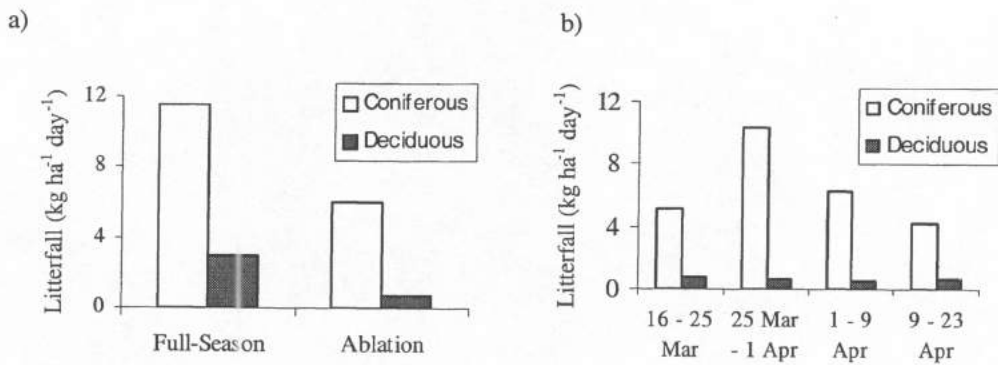 a)
Litterfall (kg ha⁻¹ day⁻¹)
12
8
4
0
Coniferous
Deciduous
Full-Season
Ablation
b)
Litterfall (kg ha⁻¹ day⁻¹)
12
8
4
0
Coniferous
Deciduous
16 - 25
Mar
25 Mar
- 1 Apr
1 - 9
Apr
9 - 23
Apr